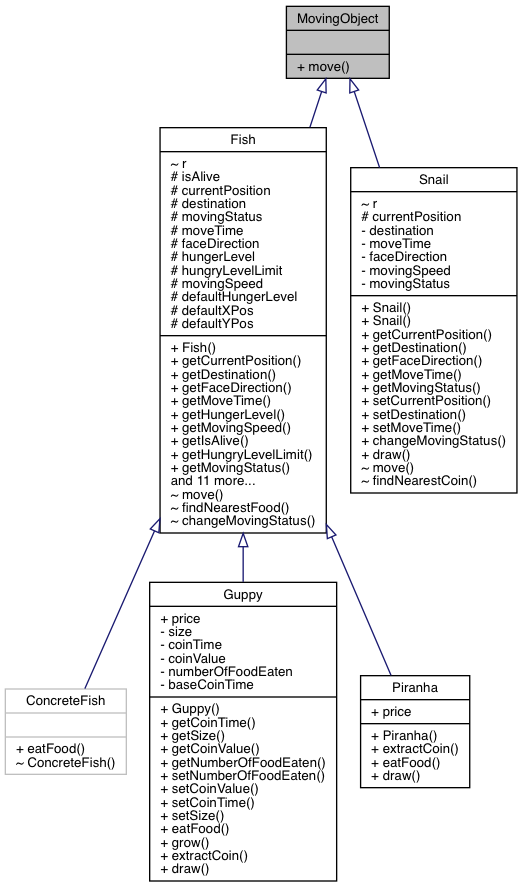 MovingObject
+ move()
Fish
~ r
# isAlive
# currentPosition
# destination
# movingStatus
# moveTime
# faceDirection
# hungerLevel
# hungryLevelLimit
# movingSpeed
# defaultHungerLevel
# defaultXPos
# defaultYPos
+ Fish()
+ getCurrentPosition()
+ getDestination()
+ getFaceDirection()
+ getMoveTime()
+ getHungerLevel()
+ getMovingSpeed()
+ getIsAlive()
+ getHungryLevelLimit()
+ getMovingStatus()
and 11 more...
~ move()
~ findNearestFood()
~ changeMovingStatus()
Snail
~ r
# currentPosition
- destination
- moveTime
- faceDirection
- movingSpeed
- movingStatus
+ Snail()
+ Snail()
+ getCurrentPosition()
+ getDestination()
+ getFaceDirection()
+ getMoveTime()
+ getMovingStatus()
+ setCurrentPosition()
+ setDestination()
+ setMoveTime()
+ changeMovingStatus()
+ draw()
~ move()
~ findNearestCoin()
ConcreteFish
+ eatFood()
~ ConcreteFish()
Guppy
+ price
- size
- coinTime
- coinValue
- numberOfFoodEaten
- baseCoinTime
+ Guppy()
+ getCoinTime()
+ getSize()
+ getCoinValue()
+ getNumberOfFoodEaten()
+ setNumberOfFoodEaten()
+ setCoinValue()
+ setCoinTime()
+ setSize()
+ eatFood()
+ grow()
+ extractCoin()
+ draw()
Piranha
+ price
+ Piranha()
+ extractCoin()
+ eatFood()
+ draw()